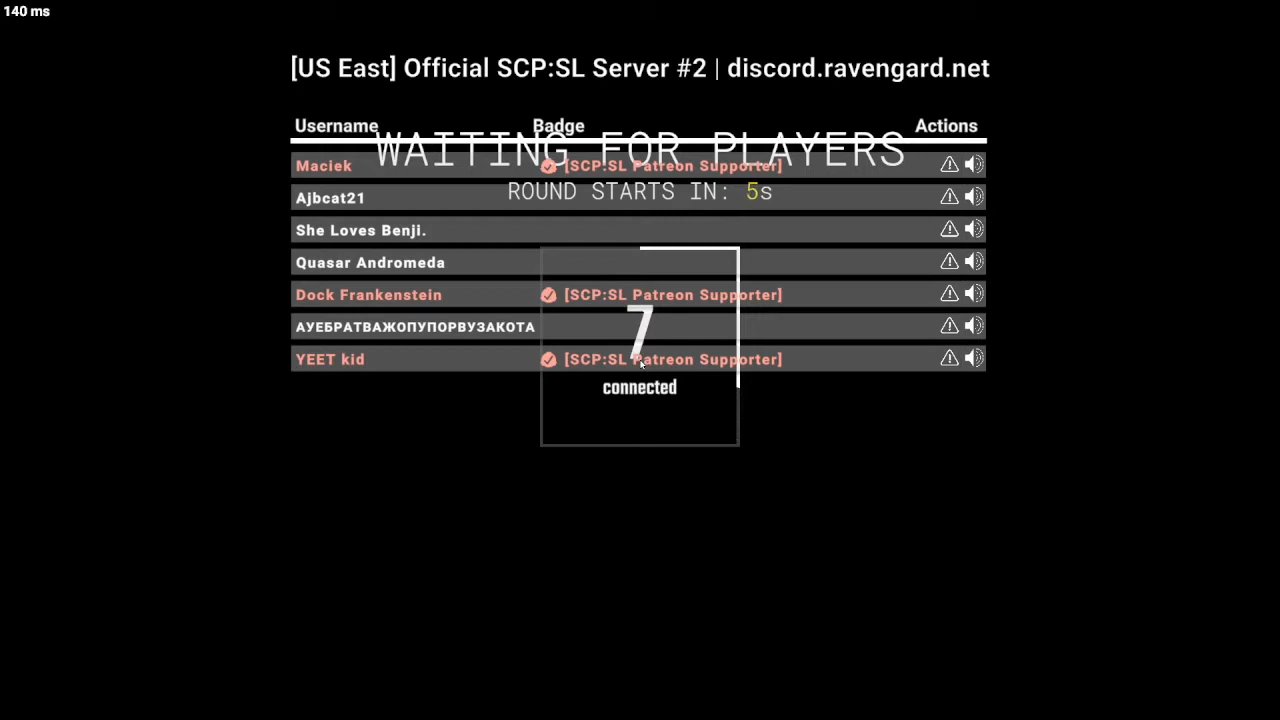 140 ms
[US East] Official SCP:SL Server #2 | discord.ravengard.net
Username Badge Actions
WAITING FOR PLAYERS
Maciek [SCP:SL Patreon Supporter]
ROUND STARTS IN: 5s
Ajbcat21
She Loves Benji.
Quasar Andromeda
Dock Frankenstein [SCP:SL Patreon Supporter]
АУЕБРАТВАЖОПУПОРВУЗАКОТА
7
YEET kid [SCP:SL Patreon Supporter]
connected